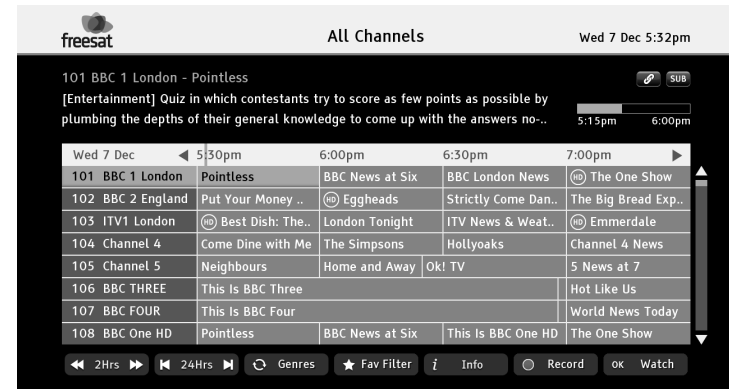 freesat
All Channels
Wed 7 Dec 5:32pm
101 BBC 1 London - Pointless
SUB
[Entertainment] Quiz in which contestants try to score as few points as possible by
plumbing the depths of their general knowledge to come up with the answers no-..
5:15pm 6:00pm
Wed 7 Dec 5:30pm 6:00pm 6:30pm 7:00pm
101 BBC 1 London Pointless BBC News at Six BBC London News HD The One Show
102 BBC 2 England Put Your Money .. HD Eggheads Strictly Come Dan.. The Big Bread Exp..
103 ITV1 London HD Best Dish: The.. London Tonight ITV News & Weat.. HD Emmerdale
104 Channel 4 Come Dine with Me The Simpsons Hollyoaks Channel 4 News
105 Channel 5 Neighbours Home and Away Ok! TV 5 News at 7
106 BBC THREE This Is BBC Three Hot Like Us
107 BBC FOUR This Is BBC Four World News Today
108 BBC One HD Pointless BBC News at Six This Is BBC One HD The One Show
2Hrs 24Hrs Genres Fav Filter i Info Record OK Watch